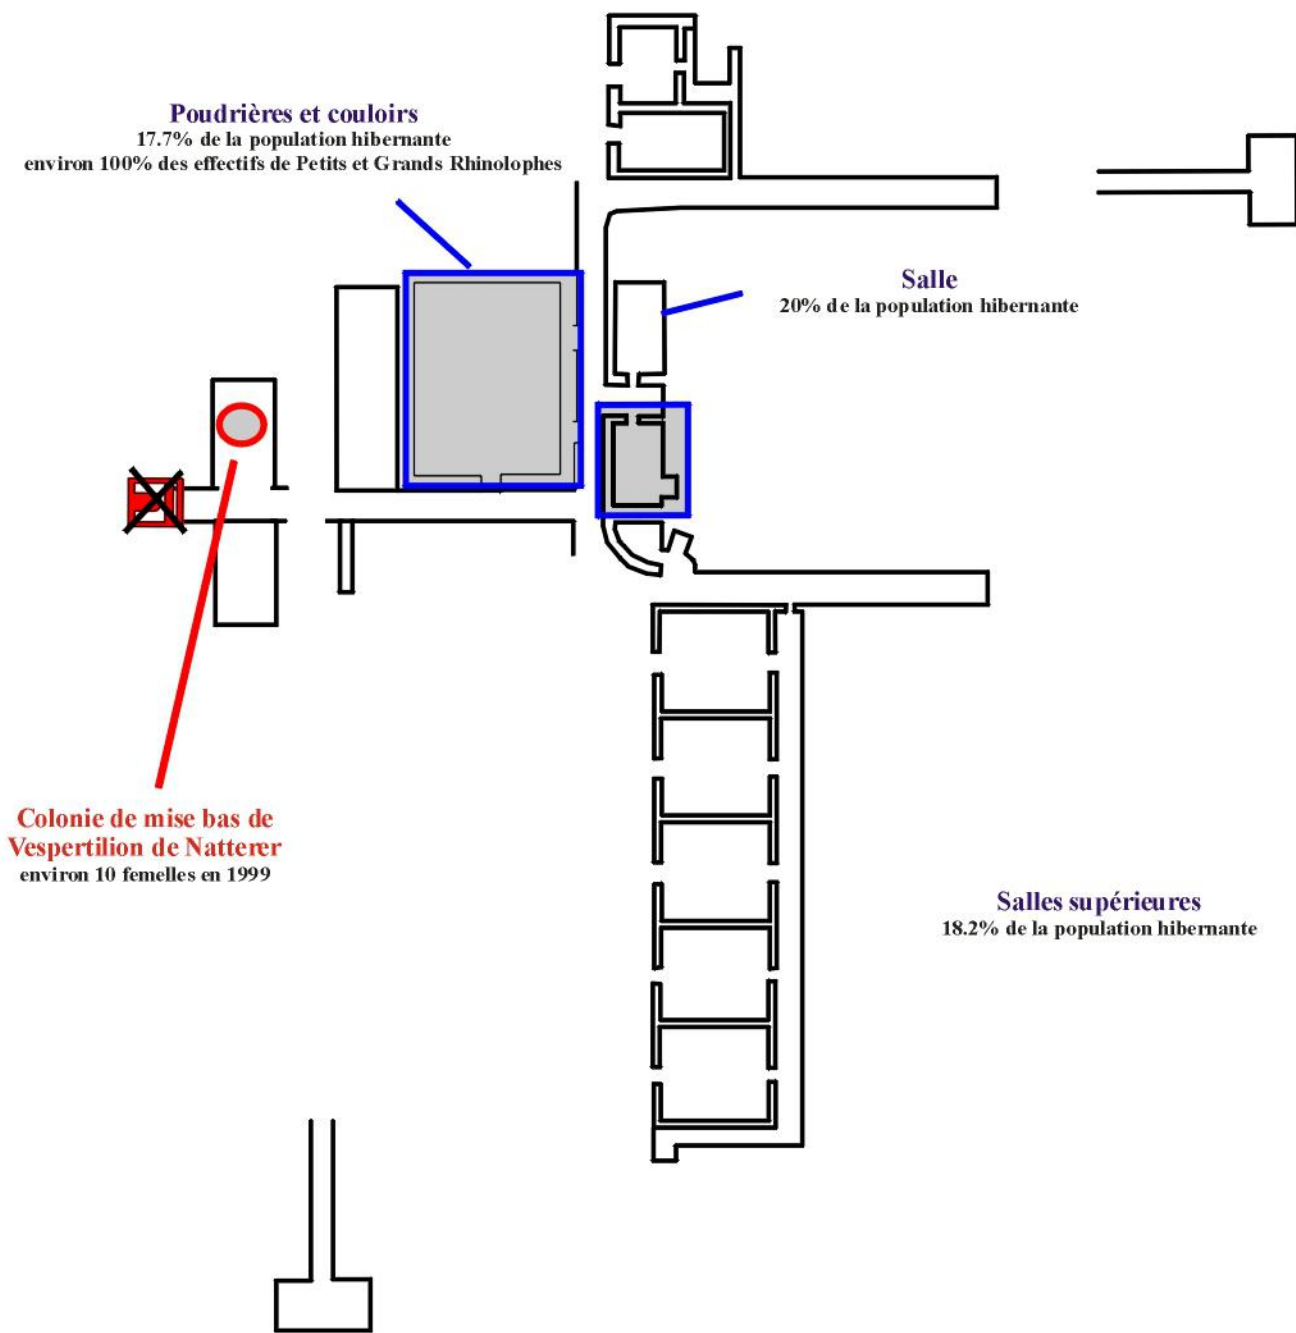 Poudrières et couloirs
17.7% de la population hibernante
environ 100% des effectifs de Petits et Grands Rhinolophes
Salle
20% de la population hibernante
Colonie de mise bas de
Vespertilion de Natterer
environ 10 femelles en 1999
Salles supérieures
18.2% de la population hibernante